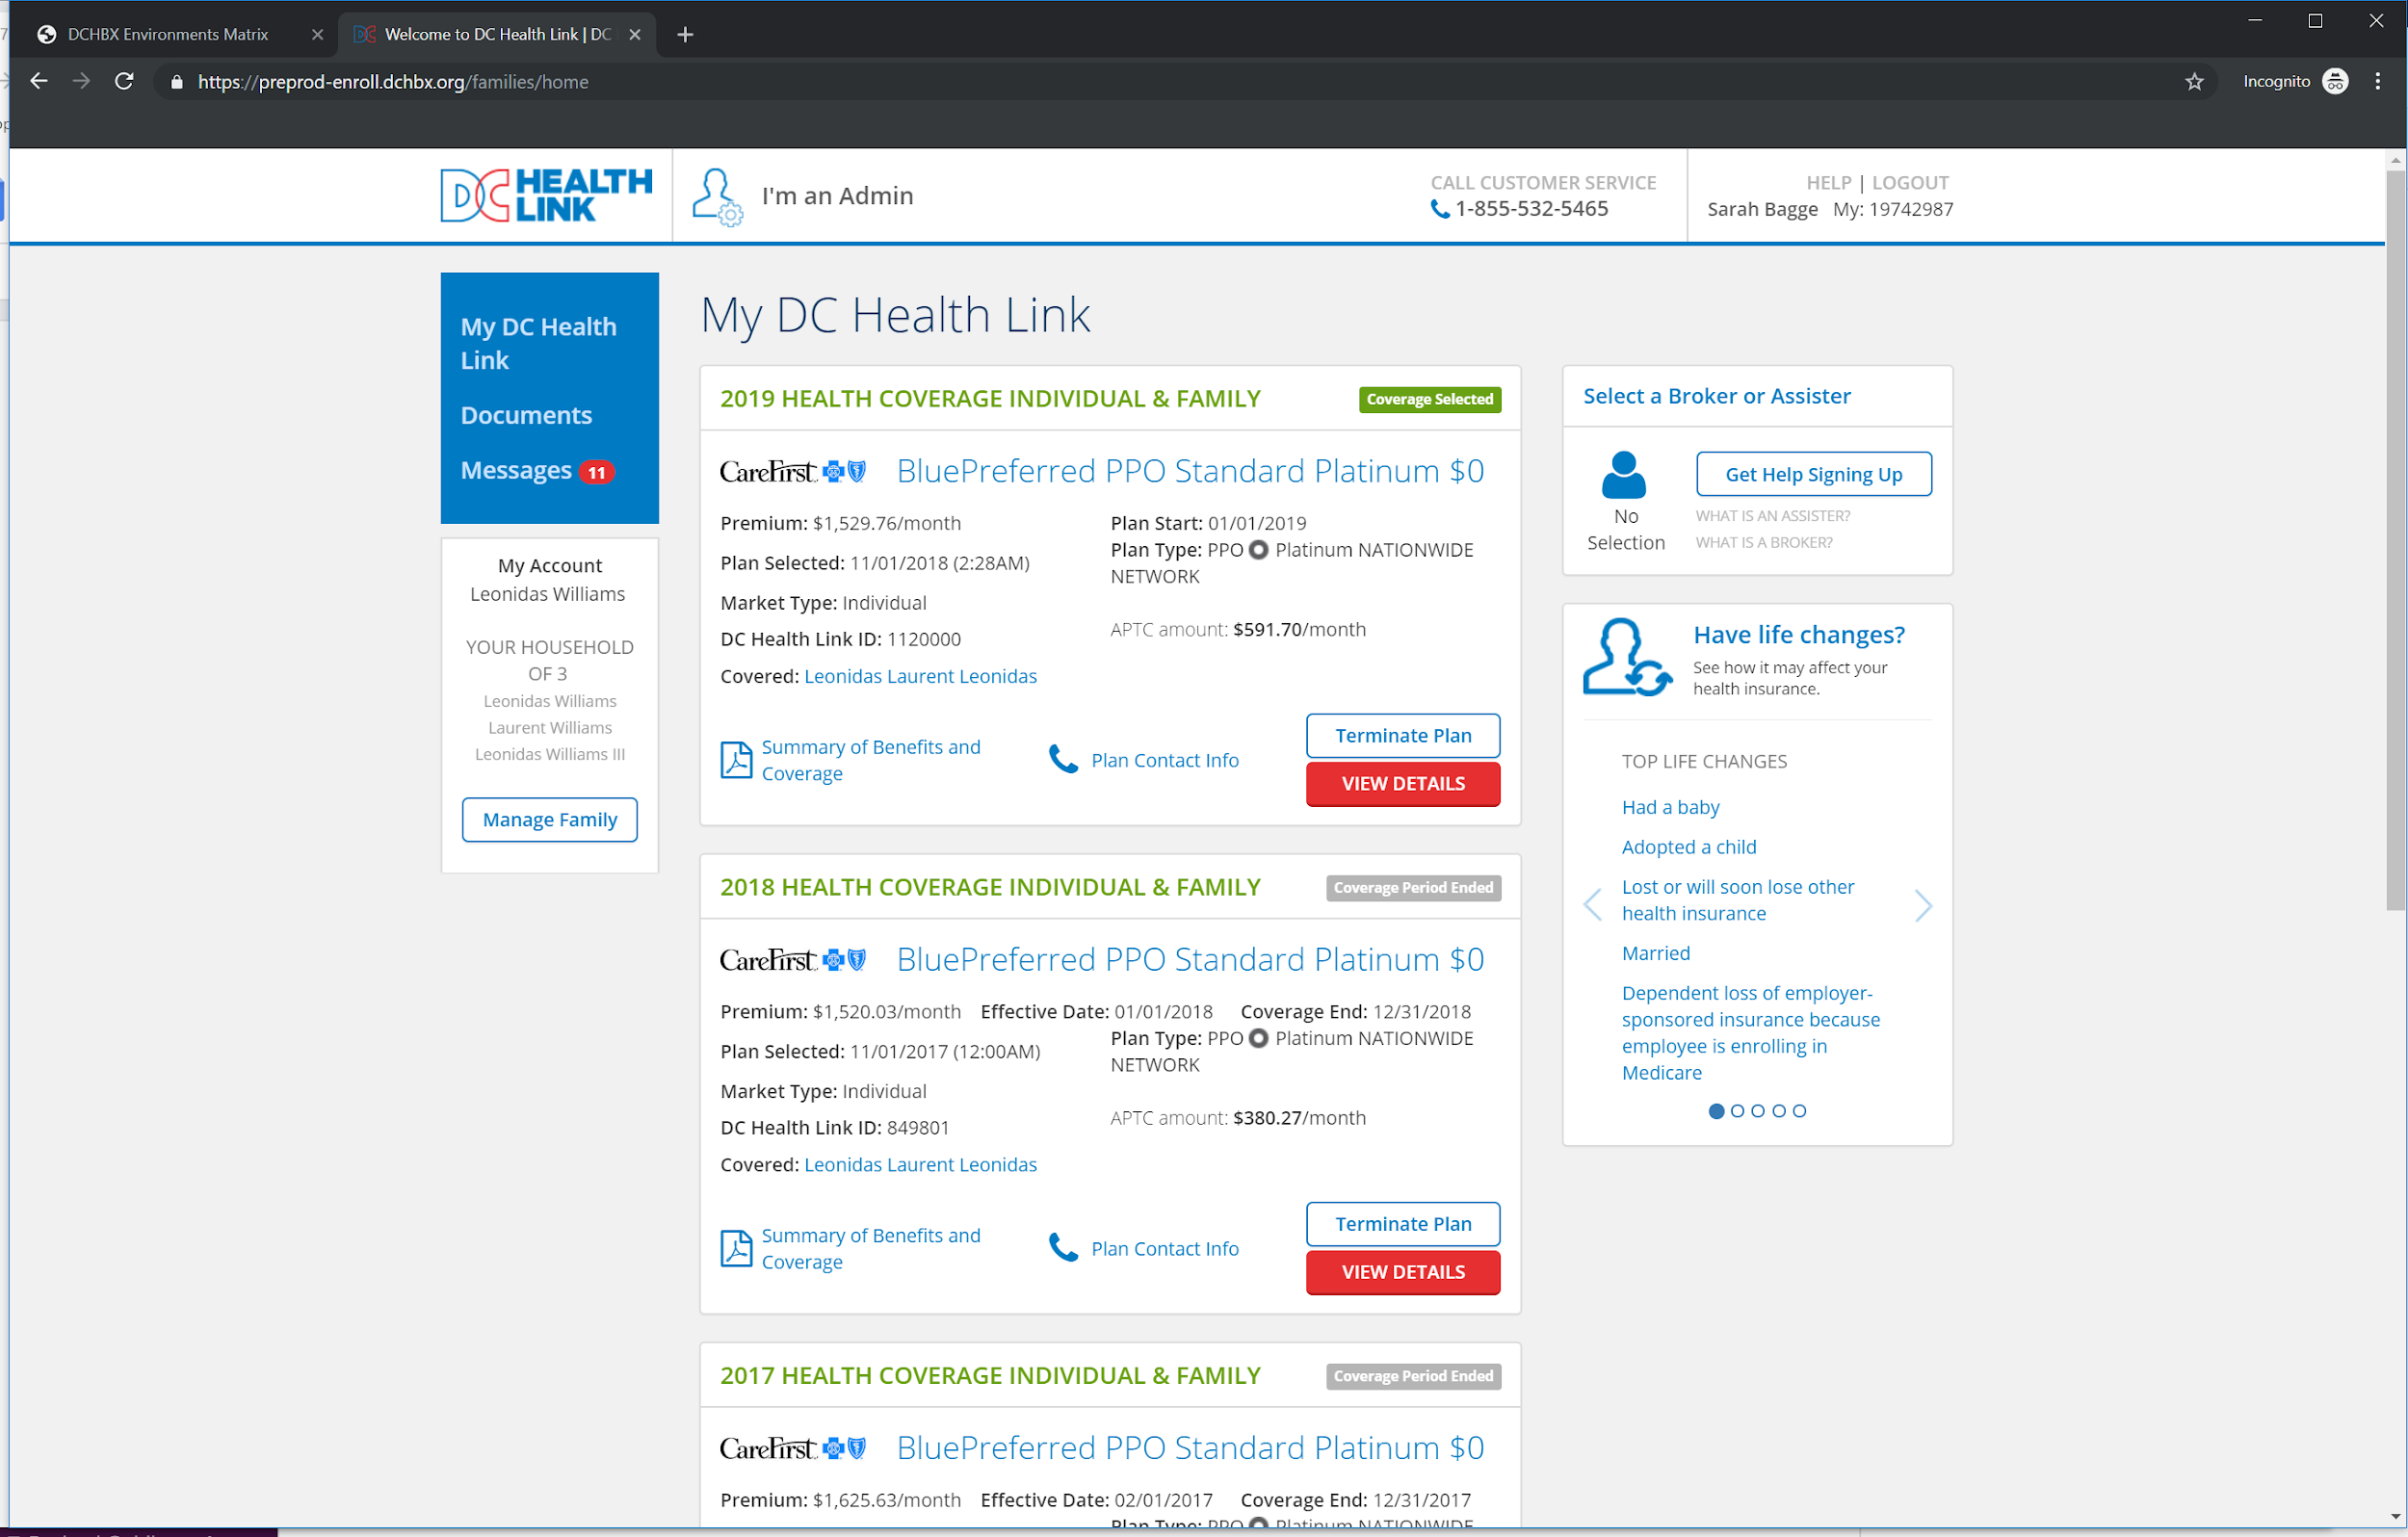 DCHBX Environments Matrix
Welcome to DC Health Link | DC
https://preprod-enroll.dchbx.org/families/home
Incognito
DC HEALTH LINK
I'm an Admin
CALL CUSTOMER SERVICE
1-855-532-5465
HELP | LOGOUT
Sarah Bagge My: 19742987
My DC Health
Link
Documents
Messages 11
My Account
Leonidas Williams
YOUR HOUSEHOLD
OF 3
Leonidas Williams
Laurent Williams
Leonidas Williams III
Manage Family
My DC Health Link
2019 HEALTH COVERAGE INDIVIDUAL & FAMILY
Coverage Selected
CareFirst
BluePreferred PPO Standard Platinum $0
Premium: $1,529.76/month
Plan Selected: 11/01/2018 (2:28AM)
Market Type: Individual
DC Health Link ID: 1120000
Covered: Leonidas Laurent Leonidas
Plan Start: 01/01/2019
Plan Type: PPO Platinum NATIONWIDE
NETWORK
APTC amount: $591.70/month
Summary of Benefits and
Coverage
Plan Contact Info
Terminate Plan
VIEW DETAILS
2018 HEALTH COVERAGE INDIVIDUAL & FAMILY
Coverage Period Ended
CareFirst
BluePreferred PPO Standard Platinum $0
Premium: $1,520.03/month Effective Date: 01/01/2018 Coverage End: 12/31/2018
Plan Selected: 11/01/2017 (12:00AM)
Market Type: Individual
DC Health Link ID: 849801
Covered: Leonidas Laurent Leonidas
Plan Type: PPO Platinum NATIONWIDE
NETWORK
APTC amount: $380.27/month
Summary of Benefits and
Coverage
Plan Contact Info
Terminate Plan
VIEW DETAILS
2017 HEALTH COVERAGE INDIVIDUAL & FAMILY
Coverage Period Ended
CareFirst
BluePreferred PPO Standard Platinum $0
Premium: $1,625.63/month Effective Date: 02/01/2017 Coverage End: 12/31/2017
Plan Type: PPO Platinum NATIONWIDE
Select a Broker or Assister
No
Selection
Get Help Signing Up
WHAT IS AN ASSISTER?
WHAT IS A BROKER?
Have life changes?
See how it may affect your
health insurance.
TOP LIFE CHANGES
Had a baby
Adopted a child
Lost or will soon lose other
health insurance
Married
Dependent loss of employer-
sponsored insurance because
employee is enrolling in
Medicare